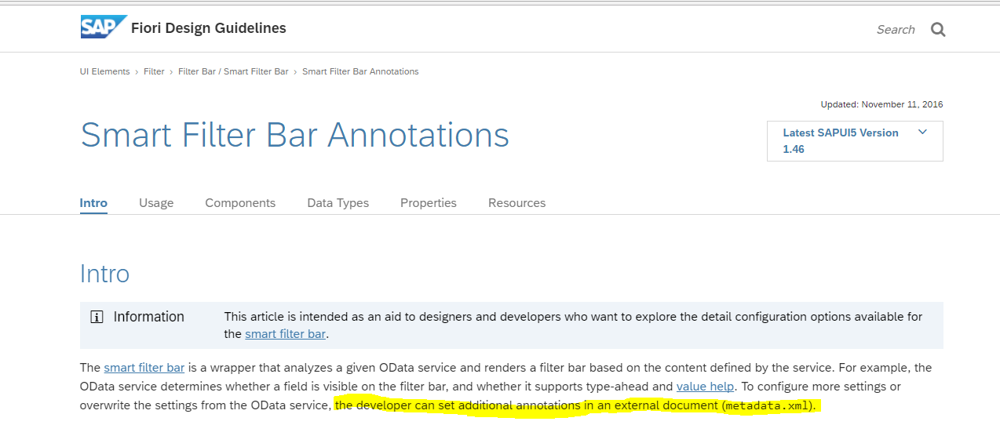 SAP Fiori Design Guidelines
Search
UI Elements › Filter › Filter Bar / Smart Filter Bar › Smart Filter Bar Annotations
Updated: November 11, 2016
Smart Filter Bar Annotations
Latest SAPUI5 Version
1.46
Intro Usage Components Data Types Properties Resources
Intro
i Information This article is intended as an aid to designers and developers who want to explore the detail configuration options available for
the smart filter bar.
The smart filter bar is a wrapper that analyzes a given OData service and renders a filter bar based on the content defined by the service. For example, the
OData service determines whether a field is visible on the filter bar, and whether it supports type-ahead and value help. To configure more settings or
overwrite the settings from the OData service, the developer can set additional annotations in an external document (metadata.xml).